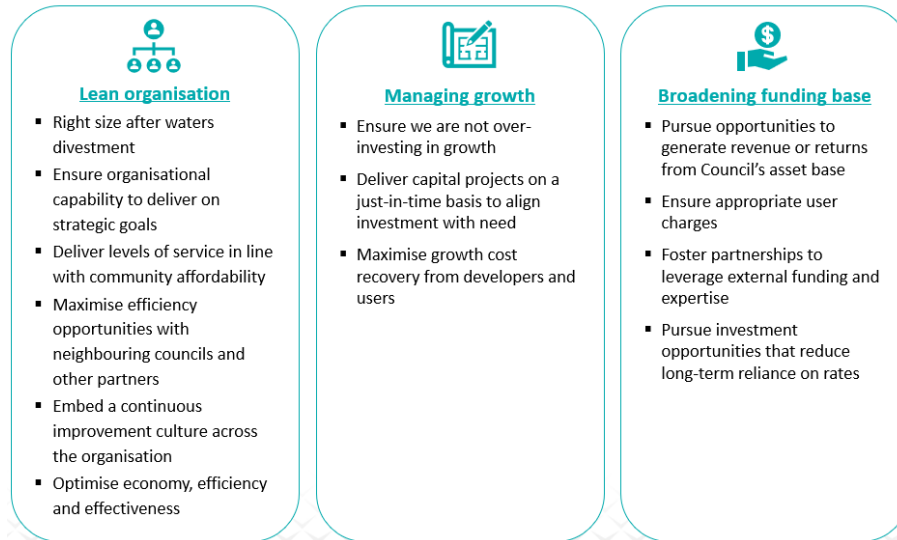 Lean organisation
▪ Right size after waters
divestment
▪ Ensure organisational
capability to deliver on
strategic goals
▪ Deliver levels of service in line
with community affordability
▪ Maximise efficiency
opportunities with
neighbouring councils and
other partners
▪ Embed a continuous
improvement culture across
the organisation
▪ Optimise economy, efficiency
and effectiveness
Managing growth
▪ Ensure we are not over-
investing in growth
▪ Deliver capital projects on a
just-in-time basis to align
investment with need
▪ Maximise growth cost
recovery from developers and
users
$
Broadening funding base
▪ Pursue opportunities to
generate revenue or returns
from Council’s asset base
▪ Ensure appropriate user
charges
▪ Foster partnerships to
leverage external funding and
expertise
▪ Pursue investment
opportunities that reduce
long-term reliance on rates